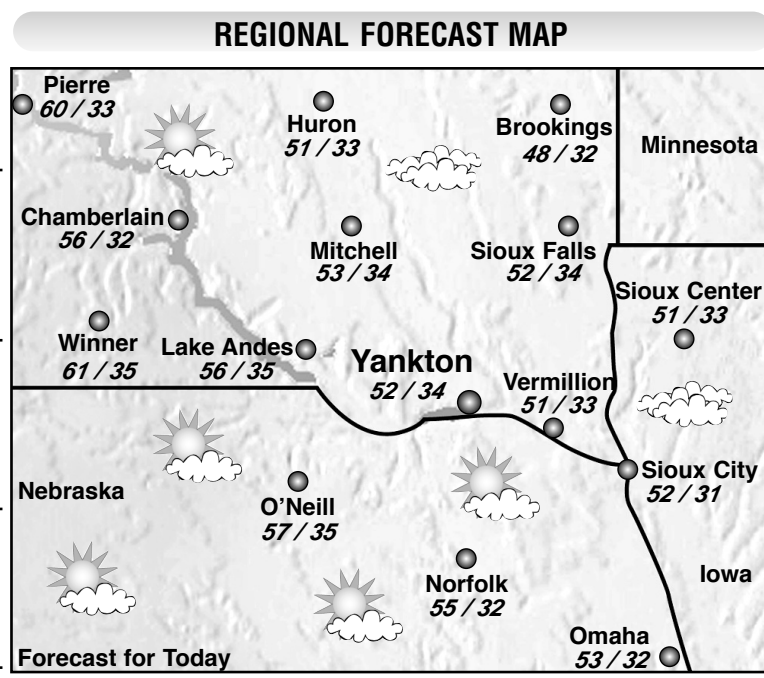 REGIONAL FORECAST MAP
Pierre
60 / 33
Huron
51 / 33
Brookings
48 / 32
Minnesota
Chamberlain
56 / 32
Mitchell
53 / 34
Sioux Falls
52 / 34
Sioux Center
51 / 33
Winner
61 / 35
Lake Andes
56 / 35
Yankton
52 / 34
Vermillion
51 / 33
Sioux City
52 / 31
Nebraska
O'Neill
57 / 35
Norfolk
55 / 32
Iowa
Omaha
53 / 32
Forecast for Today